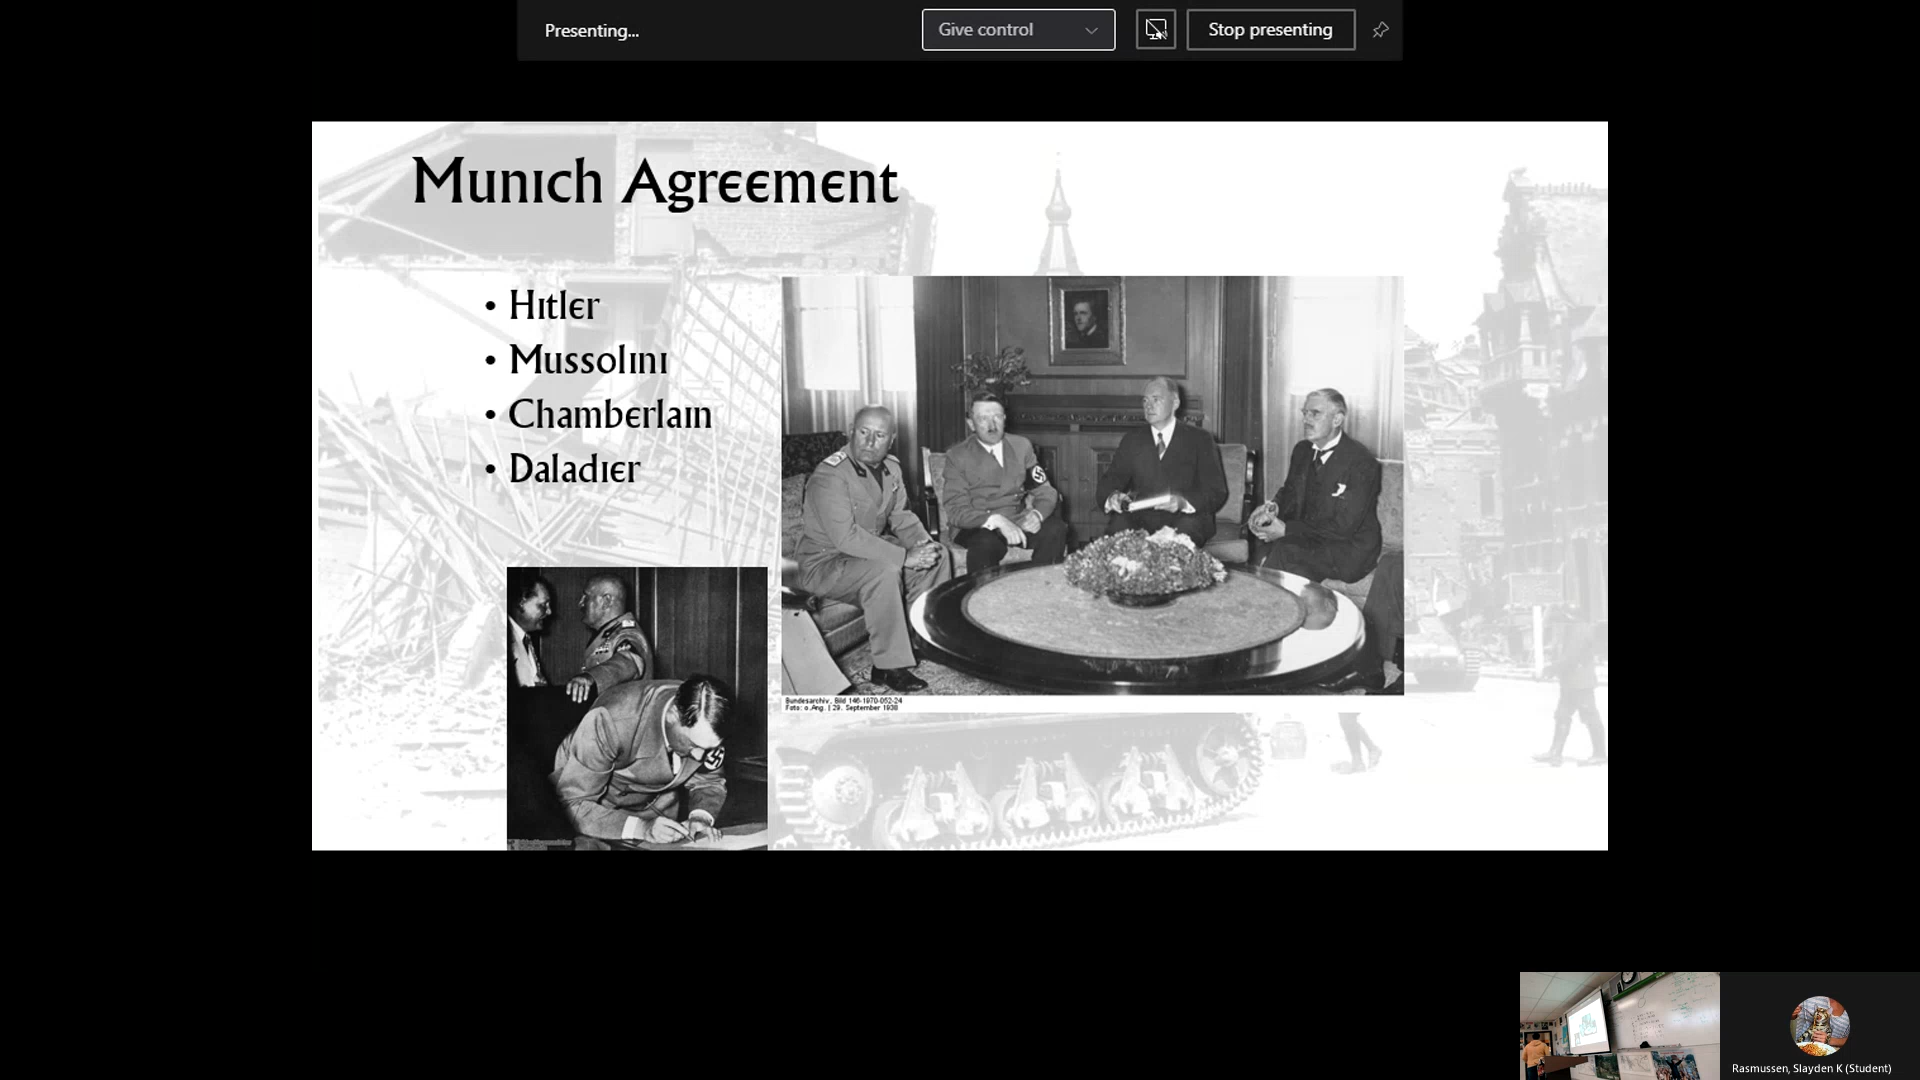 Presenting...
Give control
Stop presenting
Munich Agreement
• Hitler
• Mussolini
• Chamberlain
• Daladier
Bundesarchiv, Bild 146-1970-052-24
Foto: o.Ang. | 29. September 1938
Rasmussen, Slayden K (Student)